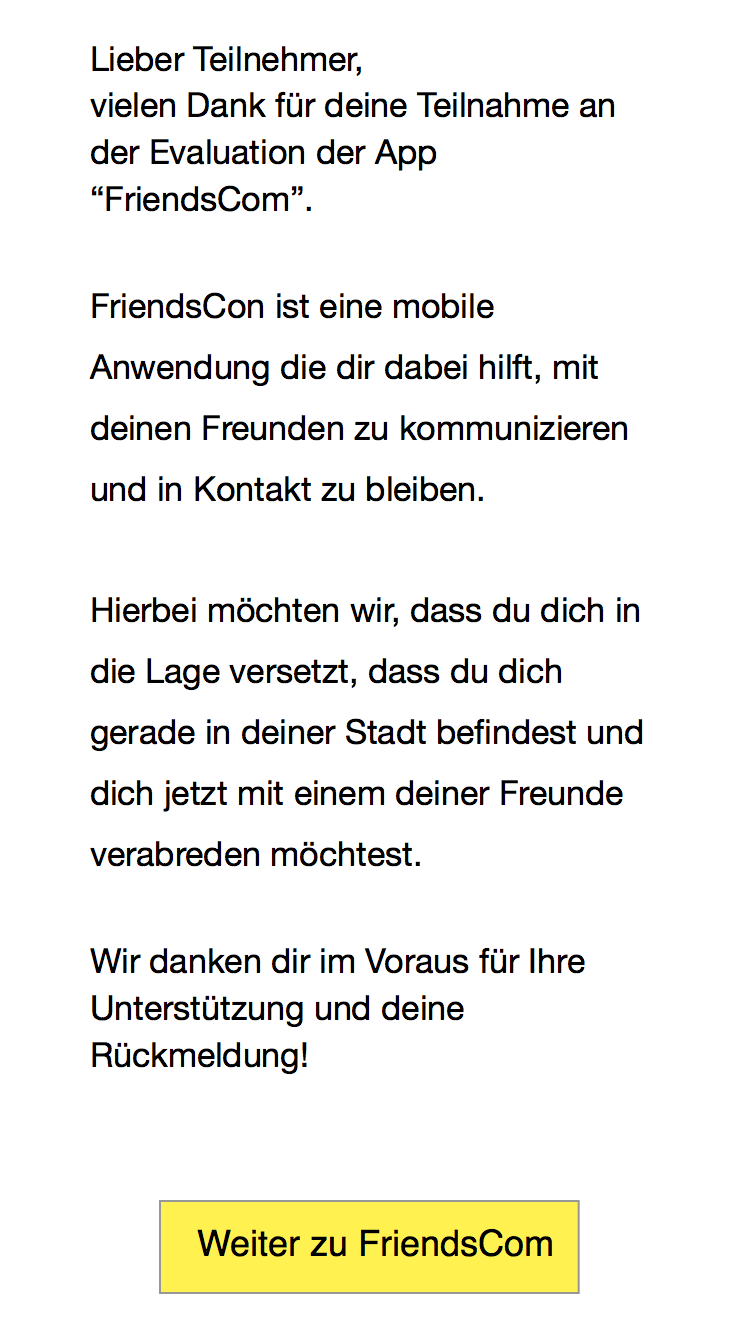 Lieber Teilnehmer,
vielen Dank für deine Teilnahme an
der Evaluation der App
“FriendsCom”.
FriendsCon ist eine mobile
Anwendung die dir dabei hilft, mit
deinen Freunden zu kommunizieren
und in Kontakt zu bleiben.
Hierbei möchten wir, dass du dich in
die Lage versetzt, dass du dich
gerade in deiner Stadt befindest und
dich jetzt mit einem deiner Freunde
verabreden möchtest.
Wir danken dir im Voraus für Ihre
Unterstützung und deine
Rückmeldung!
Weiter zu FriendsCom